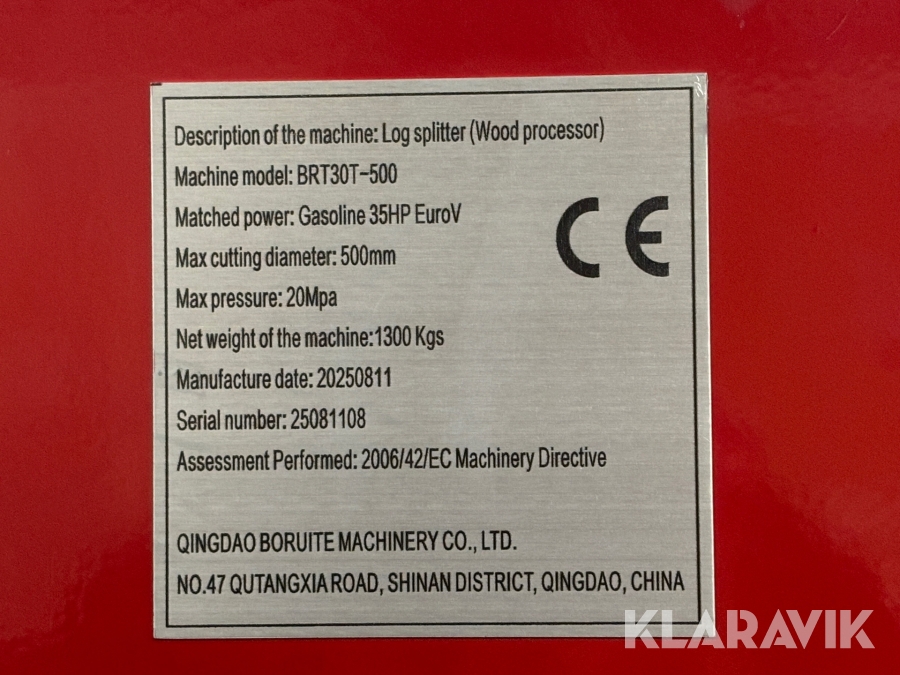 Description of the machine: Log splitter (Wood processor)
Machine model: BRT30T-500
Matched power: Gasoline 35HP EuroV
Max cutting diameter: 500mm
Max pressure: 20Mpa
Net weight of the machine:1300 Kgs
Manufacture date: 20250811
Serial number: 25081108
Assessment Performed: 2006/42/EC Machinery Directive
CE
QINGDAO BORUITE MACHINERY CO., LTD.
NO.47 QUTANGXIA ROAD, SHINAN DISTRICT, QINGDAO, CHINA
KLARAVIK